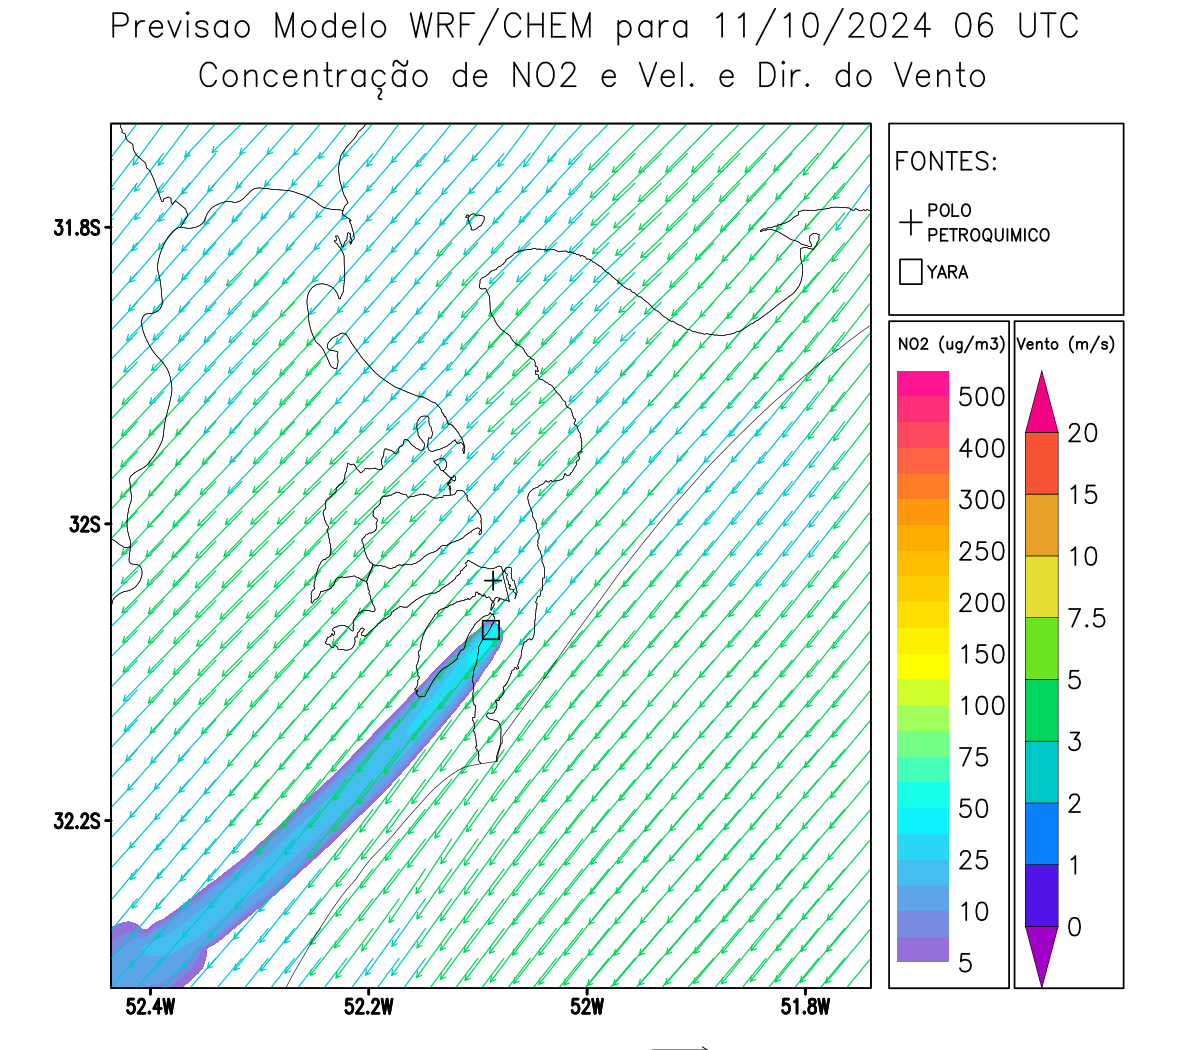 Previsao Modelo WRF/CHEM para 11/10/2024 06 UTC
Concentração de NO2 e Vel. e Dir. do Vento
FONTES:
POLO
PETROQUIMICO
YARA
NO2 (ug/m3)
500
400
300
250
200
150
100
75
50
25
10
5
Vento (m/s)
20
15
10
7.5
5
3
2
1
0
31.8S
32S
32.2S
52.4W 52.2W 52W 51.8W